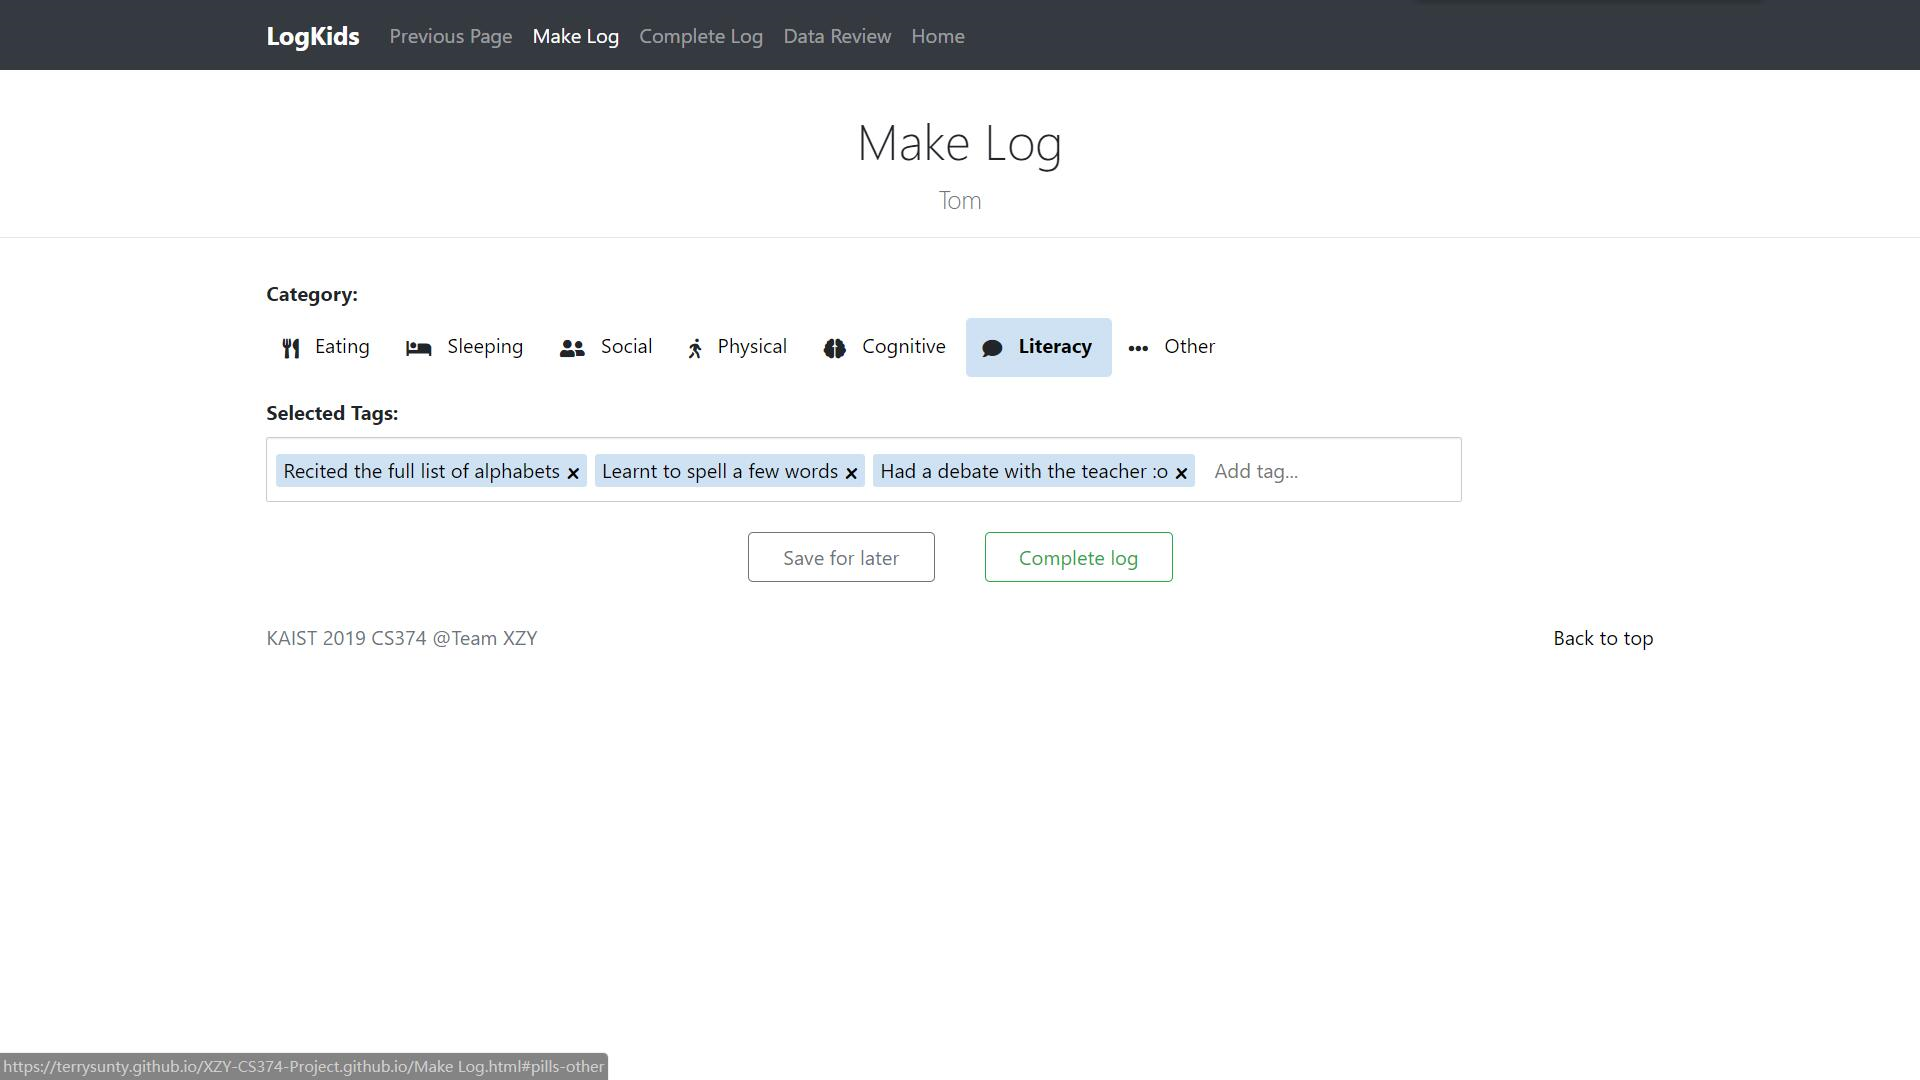 LogKids Previous Page Make Log Complete Log Data Review Home
Make Log
Tom
Category:
Eating Sleeping Social Physical Cognitive Literacy Other
Selected Tags:
Recited the full list of alphabets × Learnt to spell a few words × Had a debate with the teacher :o × Add tag...
Save for later Complete log
KAIST 2019 CS374 @Team XZY Back to top
https://terrysunty.github.io/XZY-CS374-Project.github.io/Make Log.html#pills-other